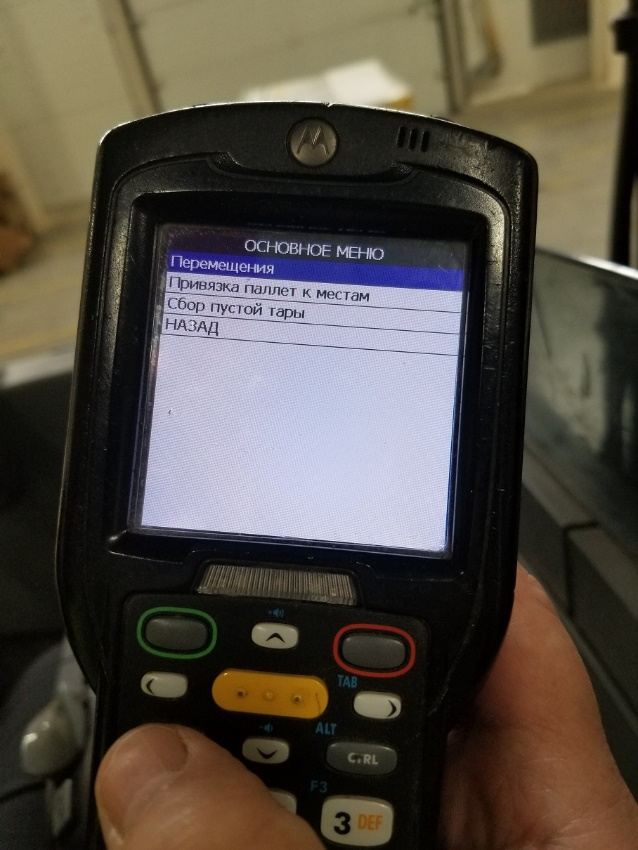 ОСНОВНОЕ МЕНЮ
Перемещения
Привязка паллет к местам
Сбор пустой тары
НАЗАД
TAB
ALT
CTRL
F3
3 DEF